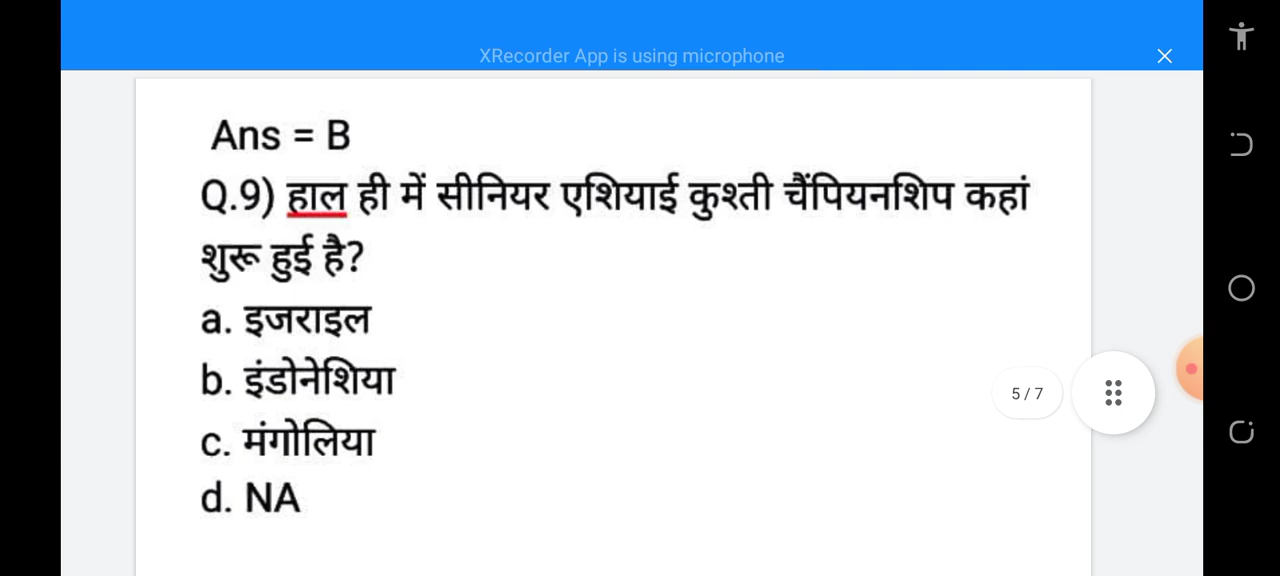 XRecorder App is using microphone
Ans = B
Q.9) हाल ही में सीनियर एशियाई कुश्ती चैंपियनशिप कहां
शुरू हुई है?
a. इजराइल
b. इंडोनेशिया
c. मंगोलिया
d. NA
5 / 7